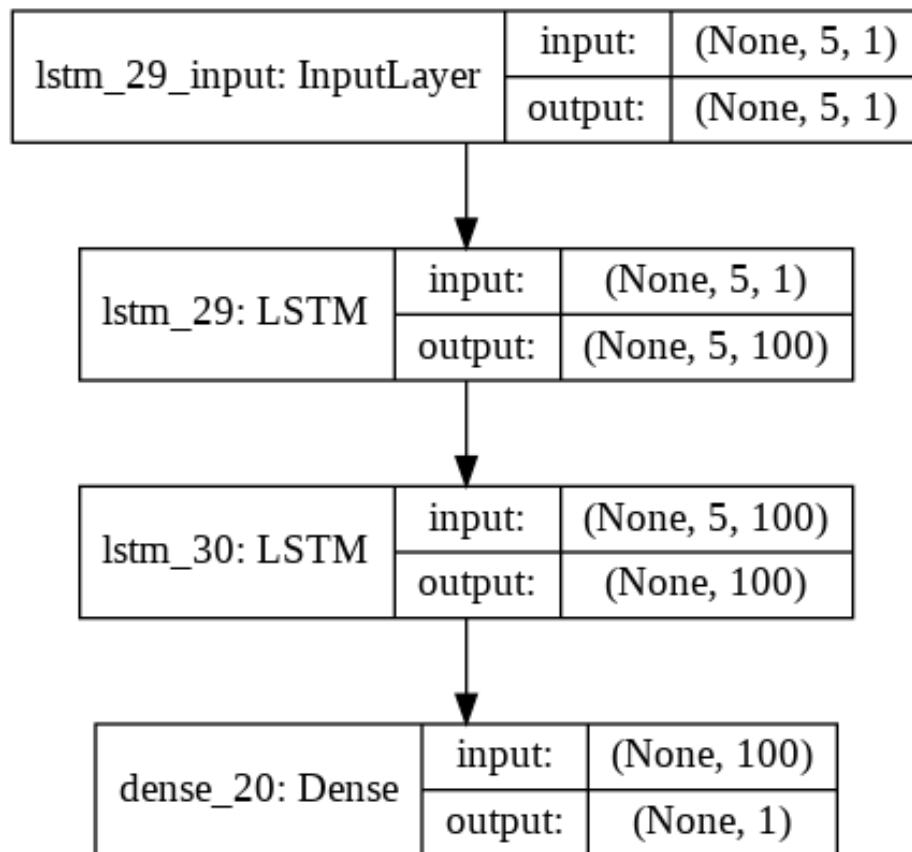 lstm_29_input: InputLayer
input: (None, 5, 1)
output: (None, 5, 1)
lstm_29: LSTM
input: (None, 5, 1)
output: (None, 5, 100)
lstm_30: LSTM
input: (None, 5, 100)
output: (None, 100)
dense_20: Dense
input: (None, 100)
output: (None, 1)